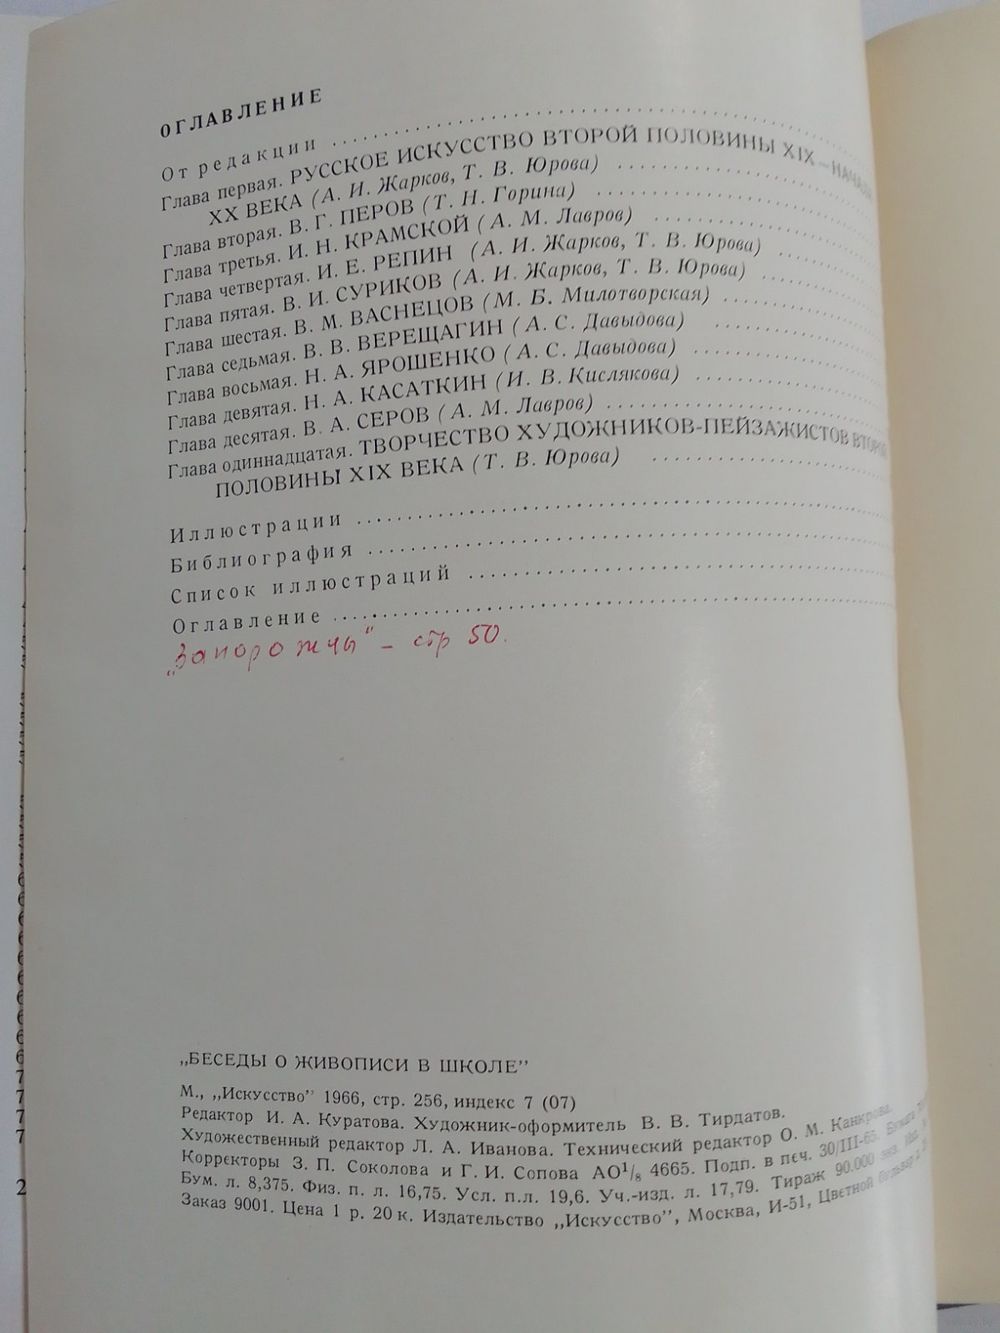 ОГЛАВЛЕНИЕ
От редакции
Глава первая. РУССКОЕ ИСКУССТВО ВТОРОЙ ПОЛОВИНЫ XIX — НАЧАЛА
XX ВЕКА (А. И. Жарков, Т. В. Юрова)
Глава вторая. В. Г. ПЕРОВ (Т. Н. Горина)
Глава третья. И. Н. КРАМСКОЙ (А. М. Лавров)
Глава четвертая. И. Е. РЕПИН (А. И. Жарков, Т. В. Юрова)
Глава пятая. В. И. СУРИКОВ (А. И. Жарков, Т. В. Юрова)
Глава шестая. В. М. ВАСНЕЦОВ (М. Б. Милотворская)
Глава седьмая. В. В. ВЕРЕЩАГИН (А. С. Давыдова)
Глава восьмая. Н. А. ЯРОШЕНКО (А. С. Давыдова)
Глава девятая. Н. А. КАСАТКИН (И. В. Кислякова)
Глава десятая. В. А. СЕРОВ (А. М. Лавров)
Глава одиннадцатая. ТВОРЧЕСТВО ХУДОЖНИКОВ-ПЕЙЗАЖИСТОВ ВТОРОЙ
ПОЛОВИНЫ XIX ВЕКА (Т. В. Юрова)
Иллюстрации
Библиография
Список иллюстраций
Оглавление
„Запорожцы" – стр 50.
„БЕСЕДЫ О ЖИВОПИСИ В ШКОЛЕ"
М., „Искусство" 1966, стр. 256, индекс 7 (07)
Редактор И. А. Куратова. Художник-оформитель В. В. Тирдатов.
Художественный редактор Л. А. Иванова. Технический редактор О. М. Канкрова.
Корректоры З. П. Соколова и Г. И. Сопова АО1/8 4665. Подп. в печ. 30/III-65. Бумага
Бум. л. 8,375. Физ. п. л. 16,75. Усл. п.л. 19,6. Уч.-изд. л. 17,79. Тираж 90.000 экз. Изд.
Заказ 9001. Цена 1 р. 20 к. Издательство „Искусство", Москва, И-51, Цветной бульвар